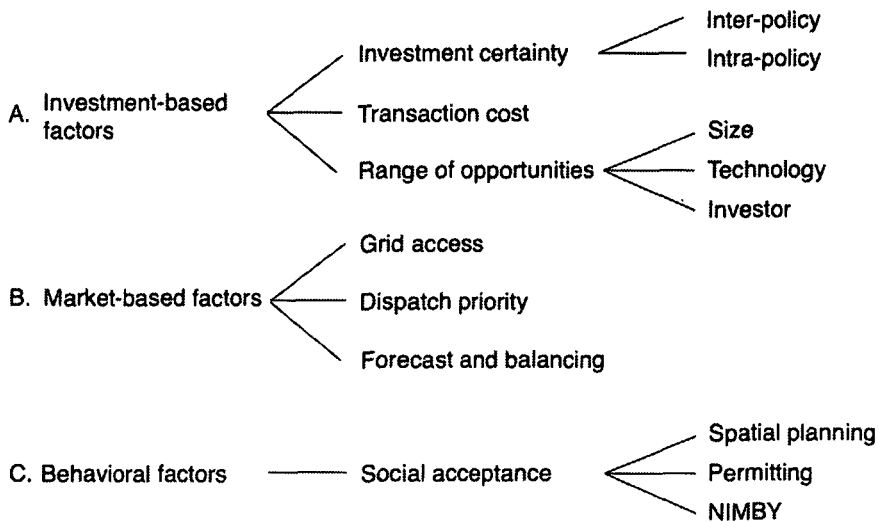 Inter-policy
Investment certainty
Intra-policy
A. Investment-based
factors
Transaction cost
Size
Range of opportunities
Technology
Investor
Grid access
B. Market-based factors
Dispatch priority
Forecast and balancing
Spatial planning
C. Behavioral factors
Social acceptance
Permitting
NIMBY